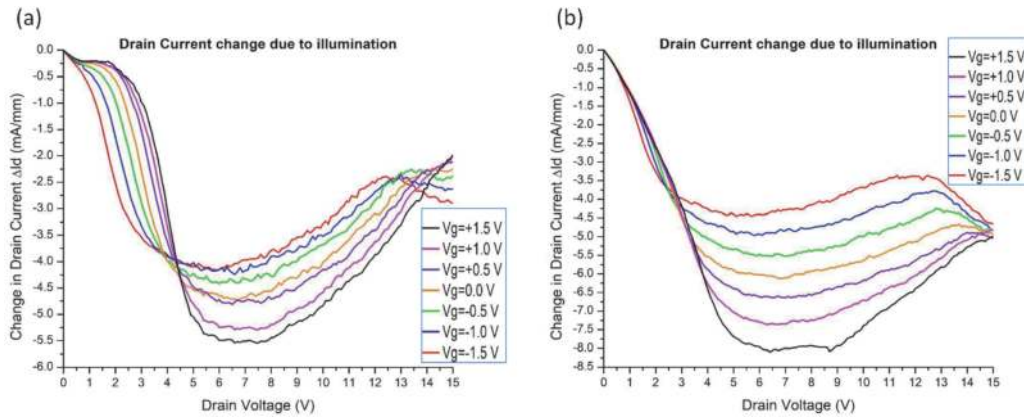 (a)
Drain Current change due to illumination
Change in Drain Current ΔId (mA/mm)
0.0
-0.5
-1.0
-1.5
-2.0
-2.5
-3.0
-3.5
-4.0
-4.5
-5.0
-5.5
-6.0
0 1 2 3 4 5 6 7 8 9 10 11 12 13 14 15
Drain Voltage (V)
Vg=+1.5 V
Vg=+1.0 V
Vg=+0.5 V
Vg=0.0 V
Vg=-0.5 V
Vg=-1.0 V
Vg=-1.5 V
(b)
Drain Current change due to illumination
Change in Drain Current ΔId (mA/mm)
0.0
-0.5
-1.0
-1.5
-2.0
-2.5
-3.0
-3.5
-4.0
-4.5
-5.0
-5.5
-6.0
-6.5
-7.0
-7.5
-8.0
-8.5
0 1 2 3 4 5 6 7 8 9 10 11 12 13 14 15
Drain Voltage (V)
Vg=+1.5 V
Vg=+1.0 V
Vg=+0.5 V
Vg=0.0 V
Vg=-0.5 V
Vg=-1.0 V
Vg=-1.5 V